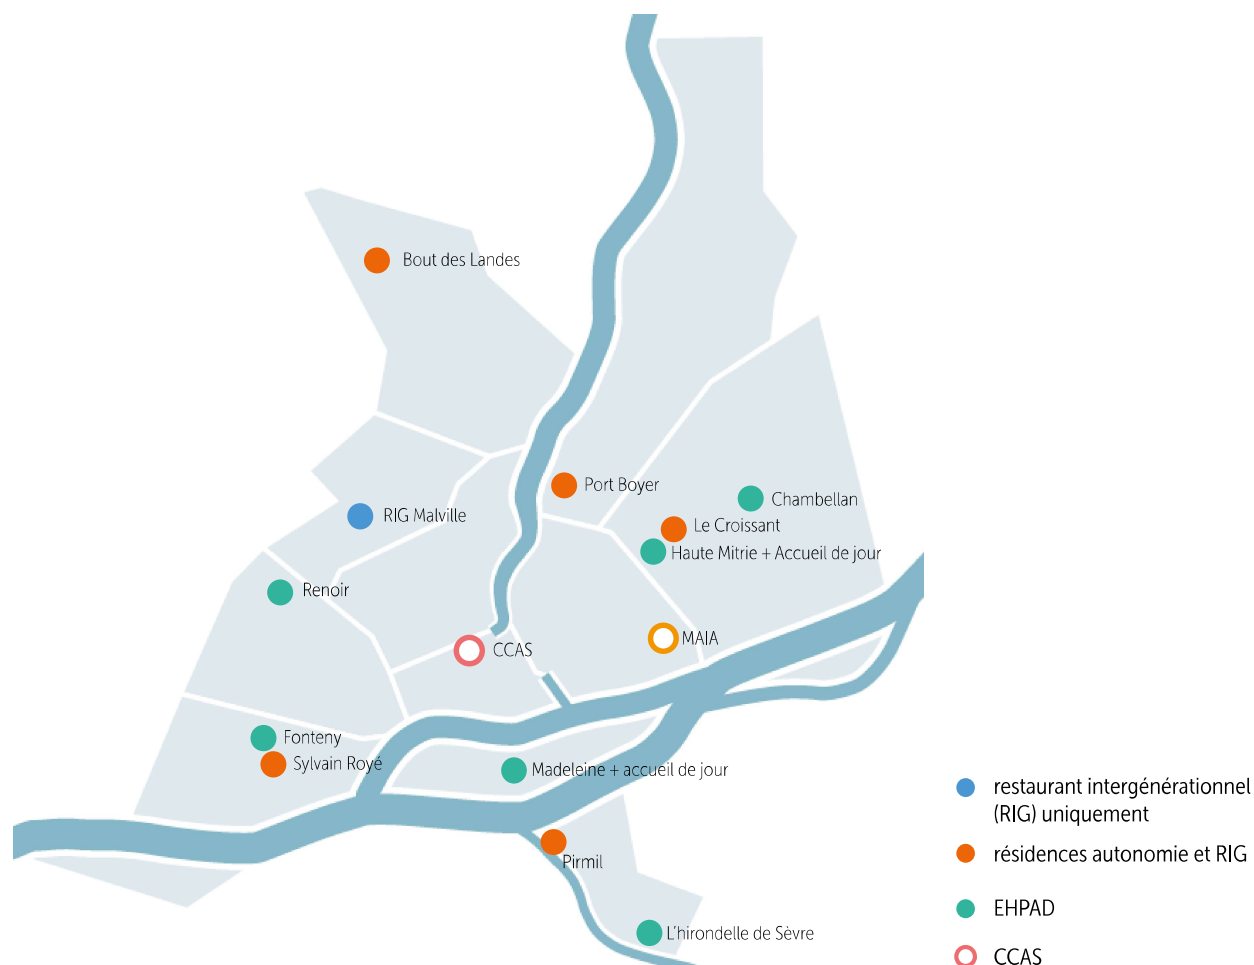 Bout des Landes
Port Boyer
Chambellan
RIG Malville
Le Croissant
Haute Mitrie + Accueil de jour
Renoir
MAIA
CCAS
Fonteny
Sylvain Royé
Madeleine + accueil de jour
Pirmil
L'hirondelle de Sèvre
restaurant intergénérationnel
(RIG) uniquement
résidences autonomie et RIG
EHPAD
CCAS